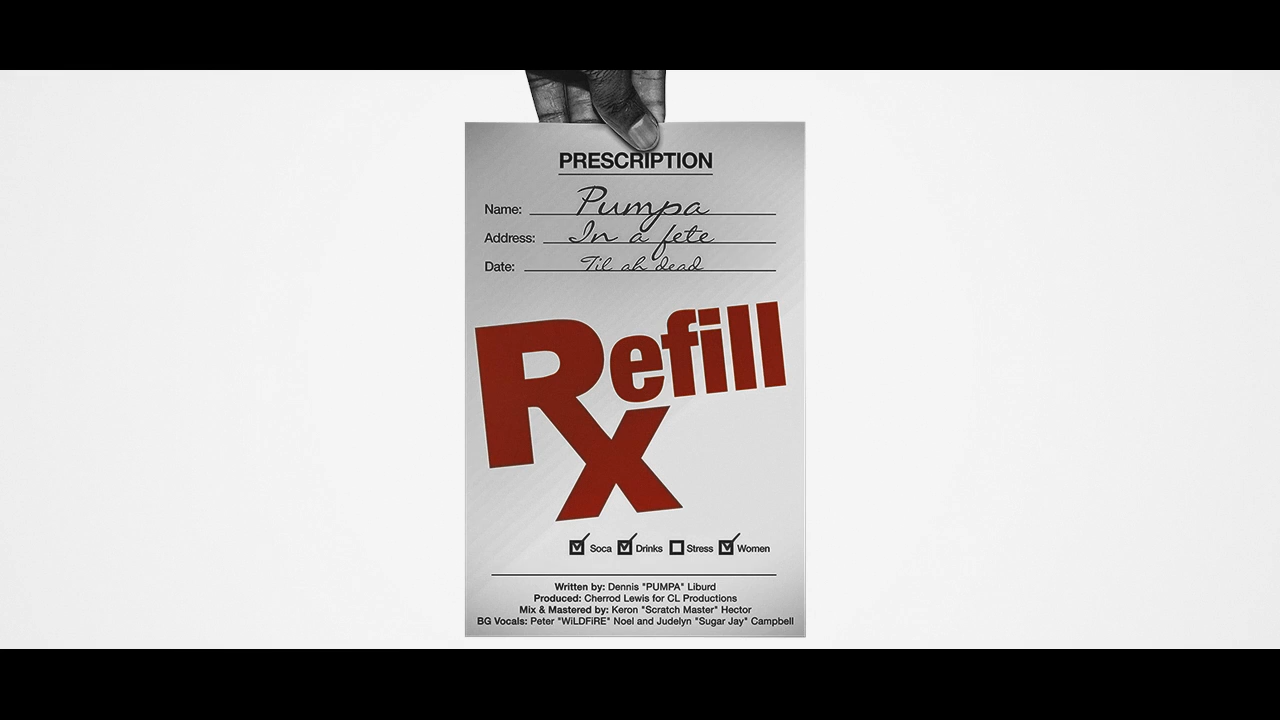 PRESCRIPTION
Name: Pumpa
Address: In a fete
Date: Til ah dead
Refill
Rx
Soca Drinks Stress Women
Written by: Dennis "PUMPA" Liburd
Produced: Cherrod Lewis for CL Productions
Mix & Mastered by: Keron "Scratch Master" Hector
BG Vocals: Peter "WiLDFiRE" Noel and Judelyn "Sugar Jay" Campbell